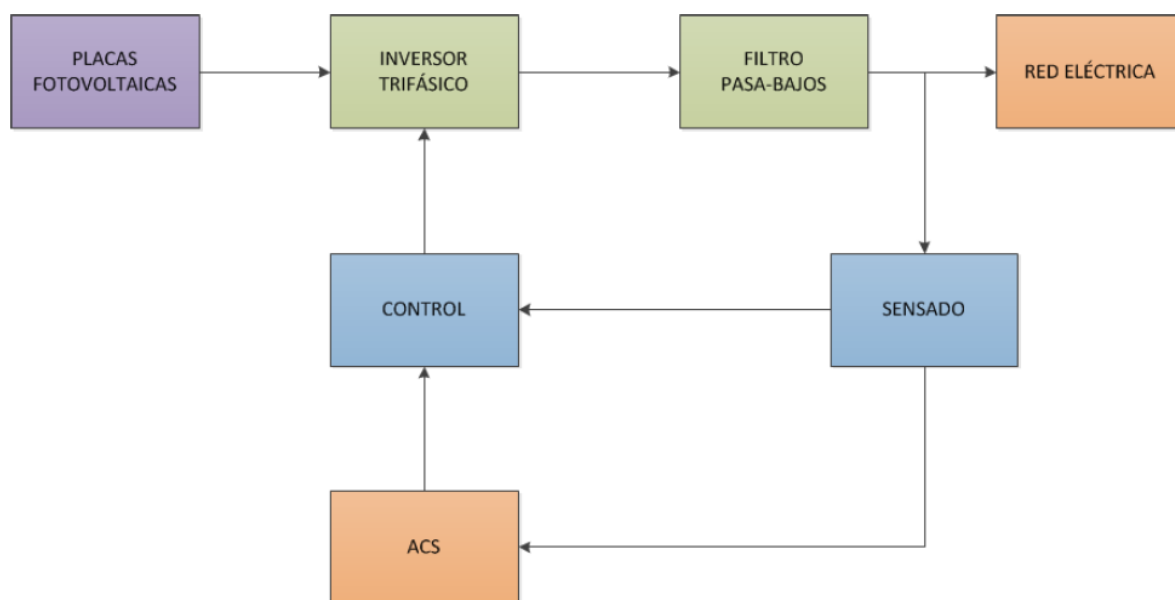 PLACAS
FOTOVOLTAICAS
INVERSOR
TRIFÁSICO
FILTRO
PASA-BAJOS
RED ELÉCTRICA
CONTROL
SENSADO
ACS